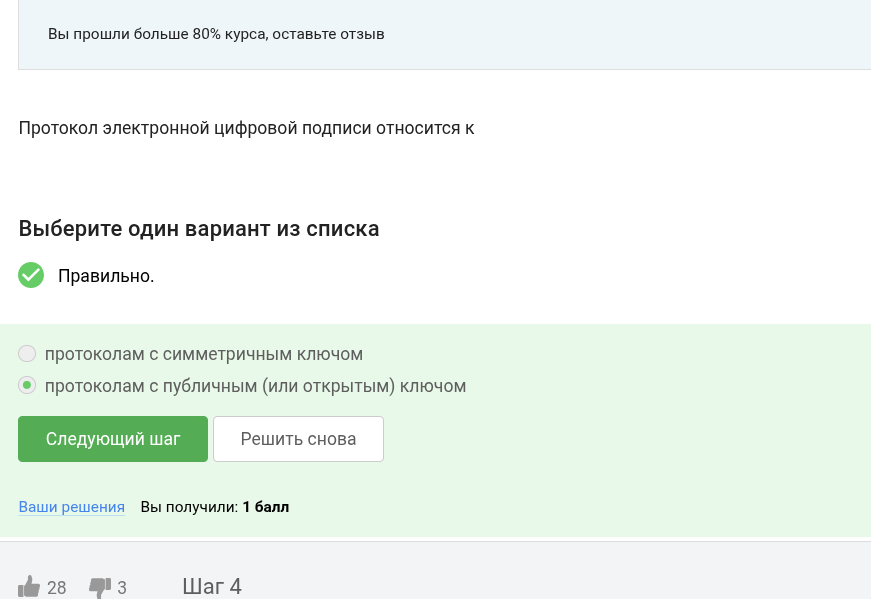 Вы прошли больше 80% курса, оставьте отзыв
Протокол электронной цифровой подписи относится к
Выберите один вариант из списка
Правильно.
протоколам с симметричным ключом
протоколам с публичным (или открытым) ключом
Следующий шаг Решить снова
Ваши решения Вы получили: 1 балл
28 3 Шаг 4